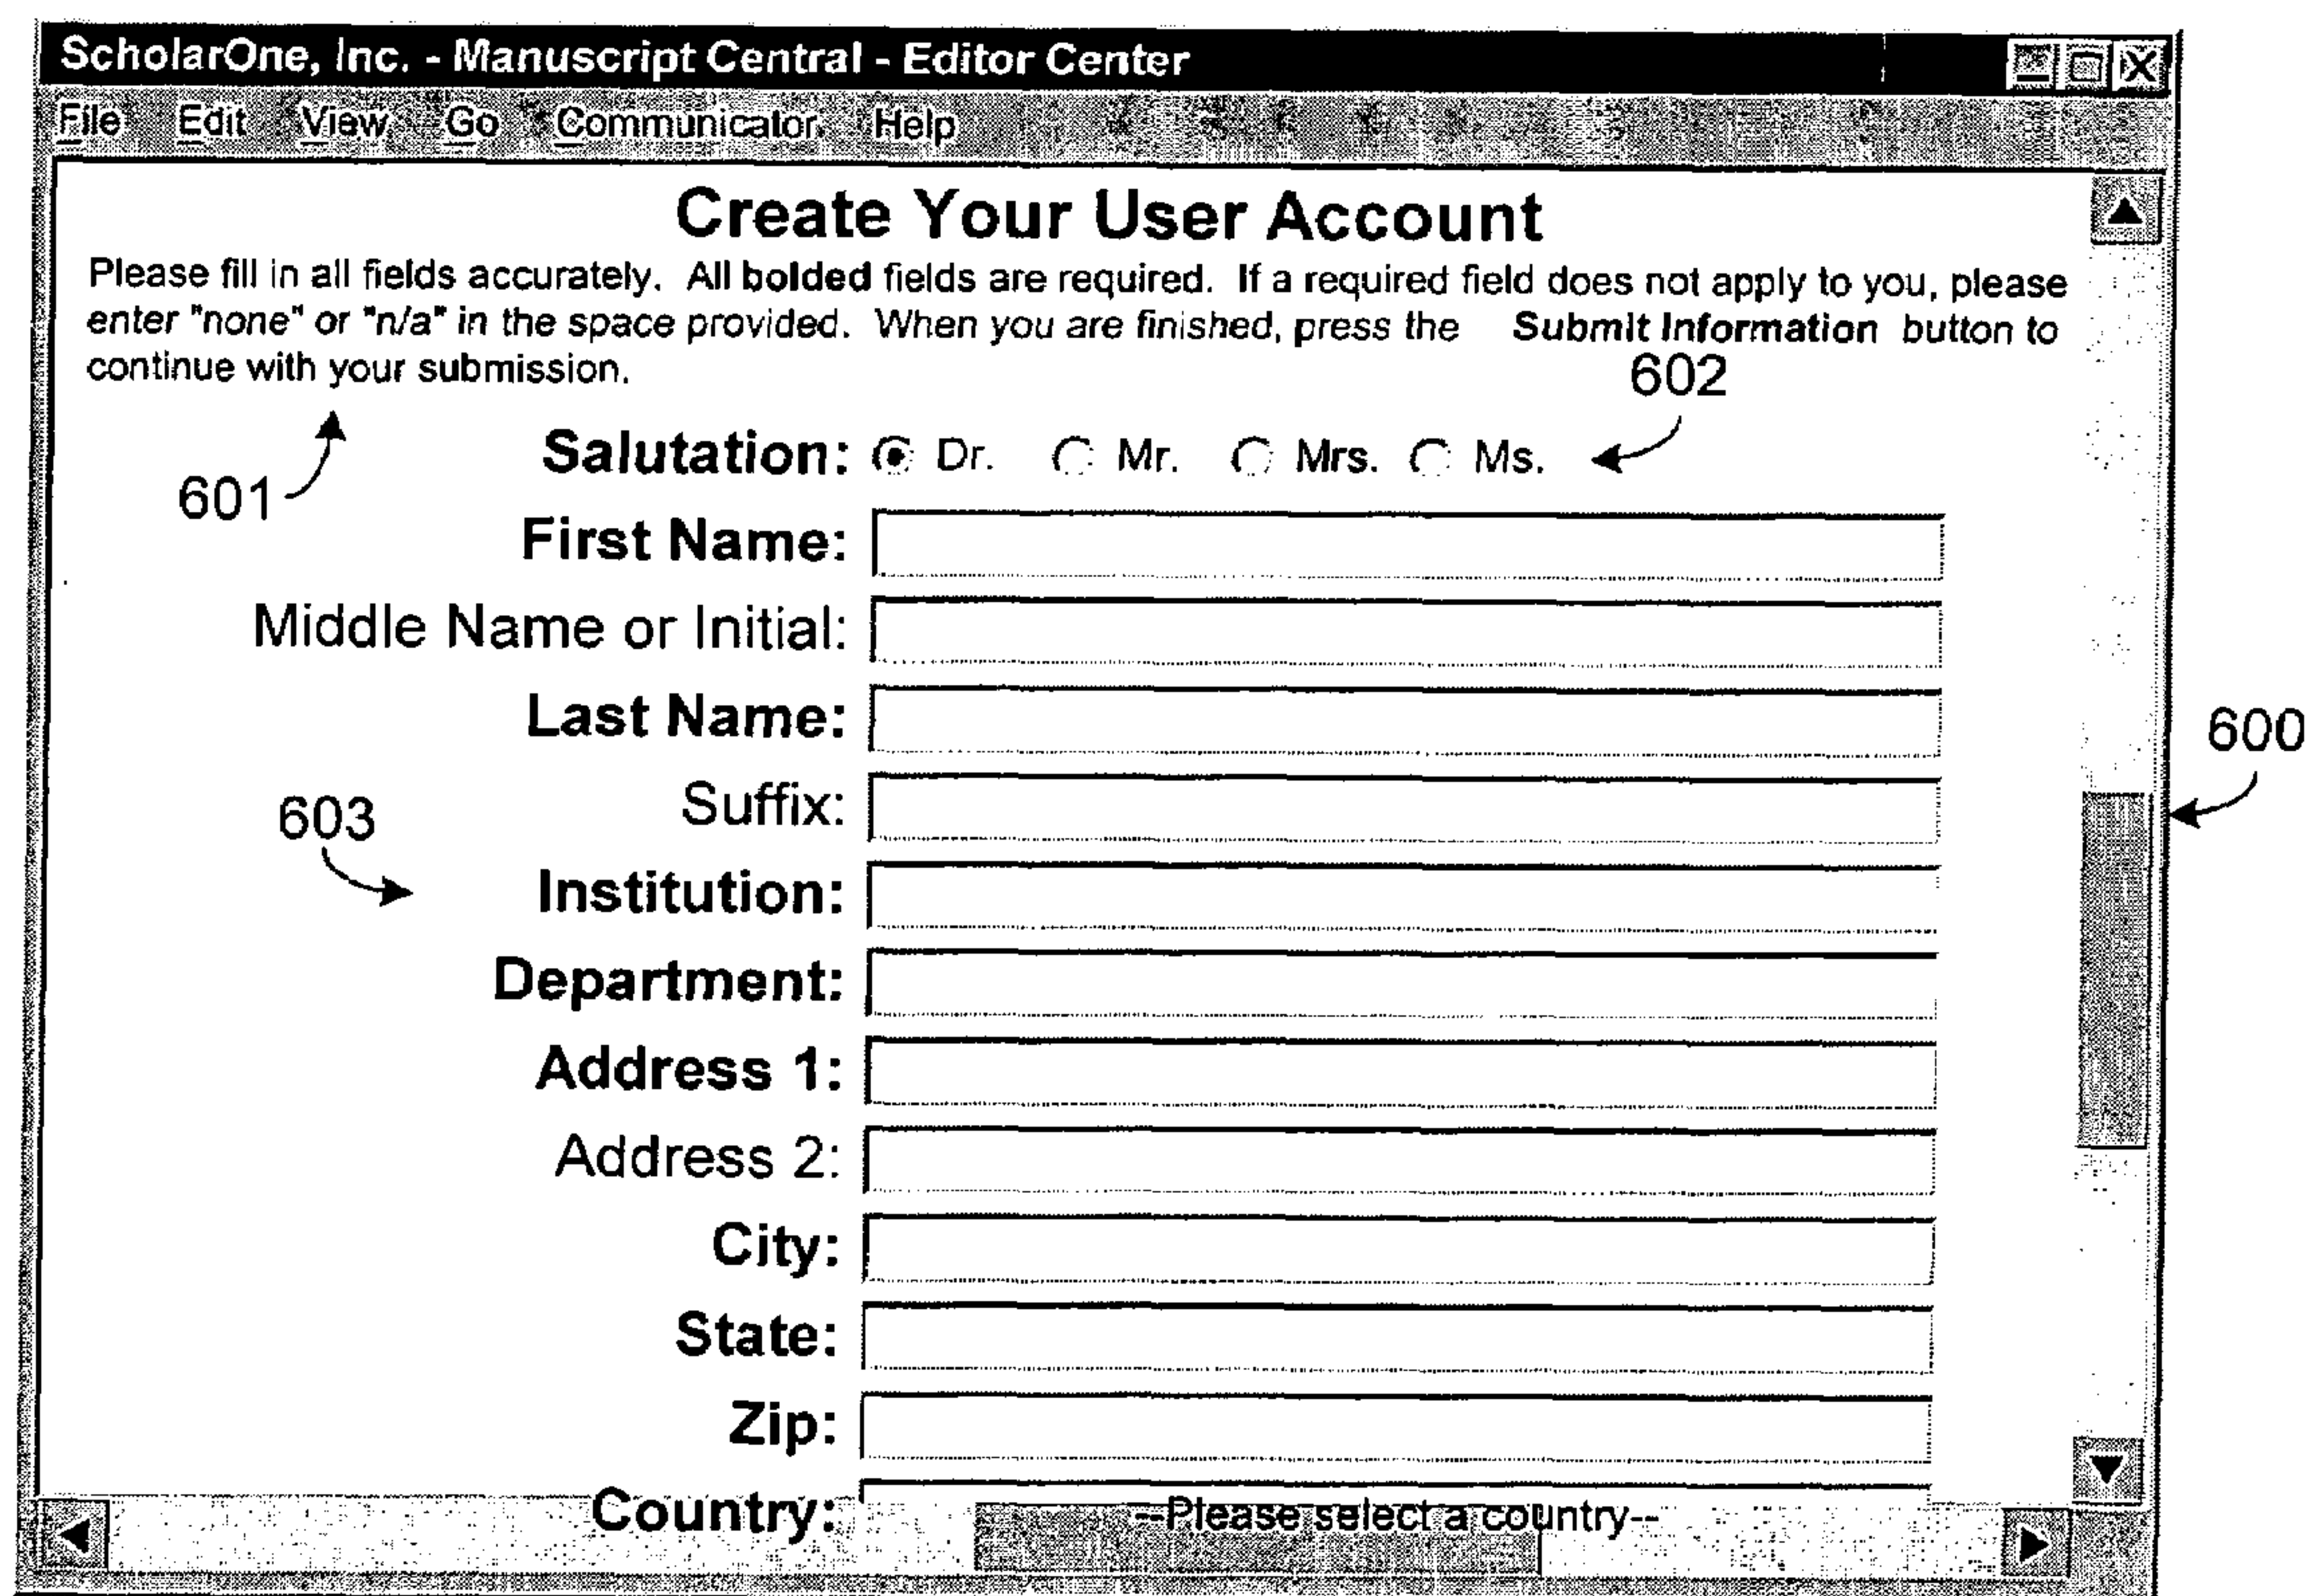 ScholarOne, Inc. - Manuscript Central - Editor Center
File Edit View Go Communicator Help
Create Your User Account
Please fill in all fields accurately. All bolded fields are required. If a required field does not apply to you, please
enter "none" or "n/a" in the space provided. When you are finished, press the Submit Information button to
continue with your submission.
602
Salutation: Dr. Mr. Mrs. Ms.
601
First Name:
Middle Name or Initial:
Last Name:
600
Suffix:
603
Institution:
Department:
Address 1:
Address 2:
City:
State:
Zip:
Country: --Please select a country--